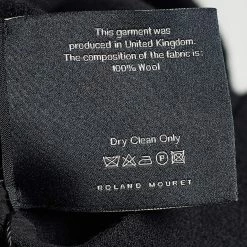 This garment was
produced in United Kingdom.
The composition of the fabric is:
100% Wool
Dry Clean Only
ROLAND MOURET